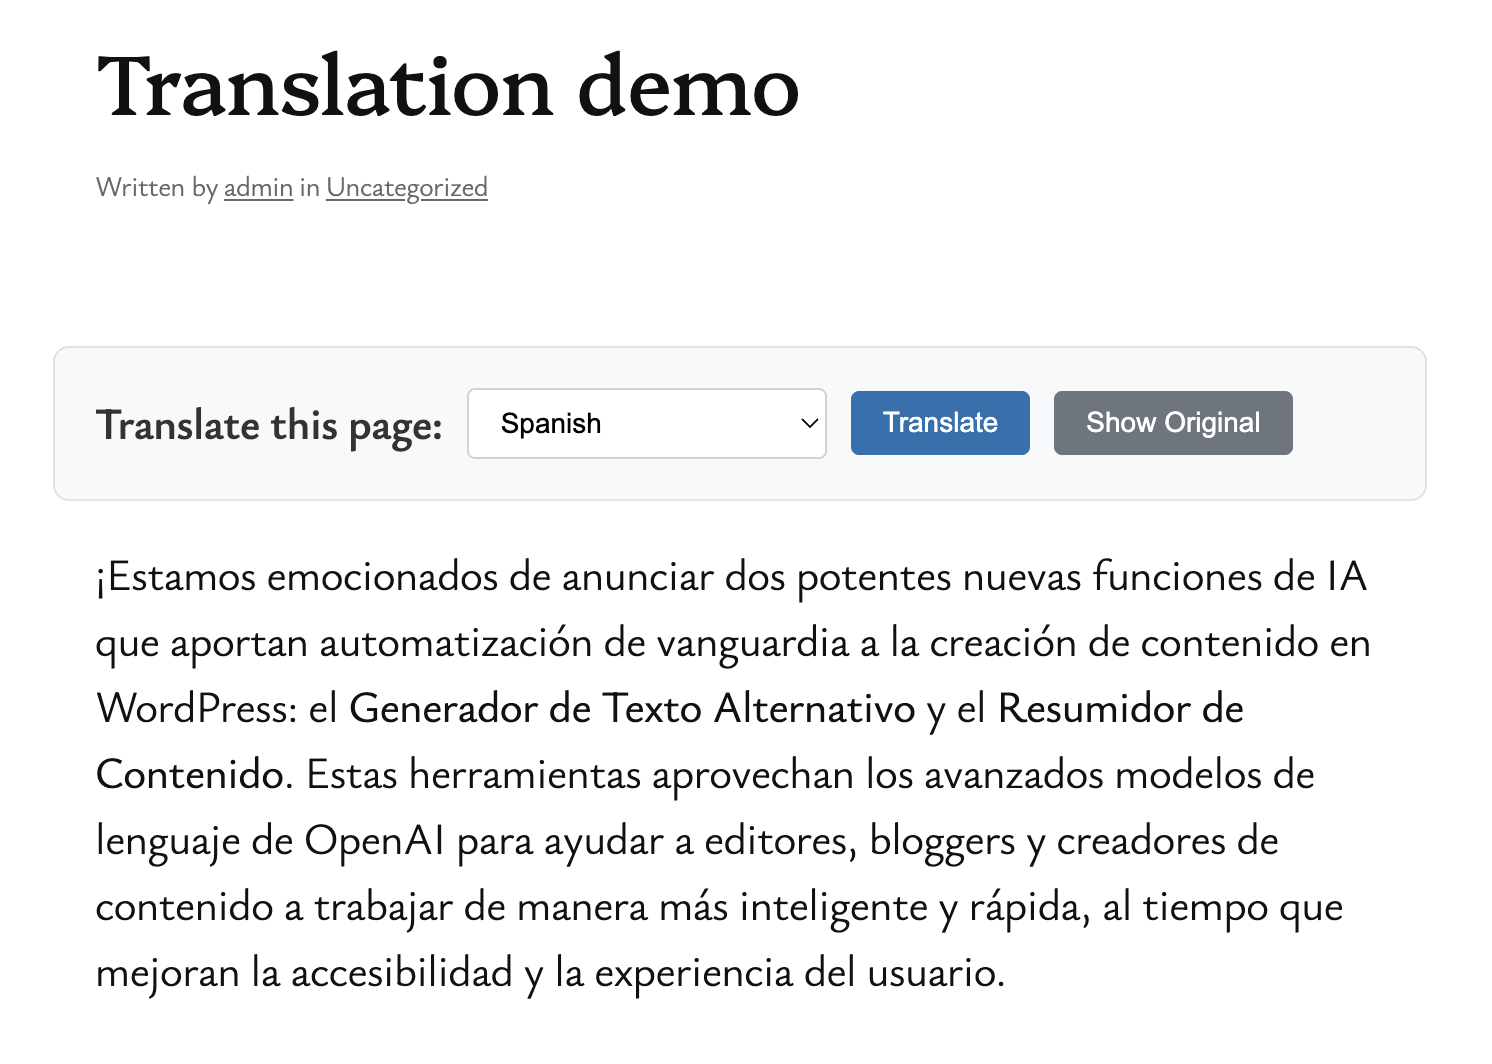 Translation demo
Written by admin in Uncategorized
Translate this page: Spanish Translate Show Original
¡Estamos emocionados de anunciar dos potentes nuevas funciones de IA
que aportan automatización de vanguardia a la creación de contenido en
WordPress: el Generador de Texto Alternativo y el Resumidor de
Contenido. Estas herramientas aprovechan los avanzados modelos de
lenguaje de OpenAI para ayudar a editores, bloggers y creadores de
contenido a trabajar de manera más inteligente y rápida, al tiempo que
mejoran la accesibilidad y la experiencia del usuario.